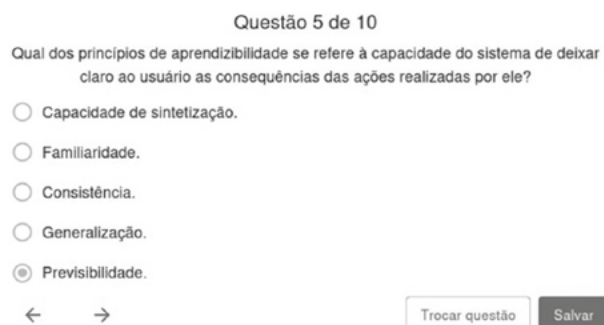 Questão 5 de 10
Qual dos princípios de aprendizibilidade se refere à capacidade do sistema de deixar
claro ao usuário as consequências das ações realizadas por ele?
Capacidade de sintetização.
Familiaridade.
Consistência.
Generalização.
Previsibilidade.
Trocar questão
Salvar